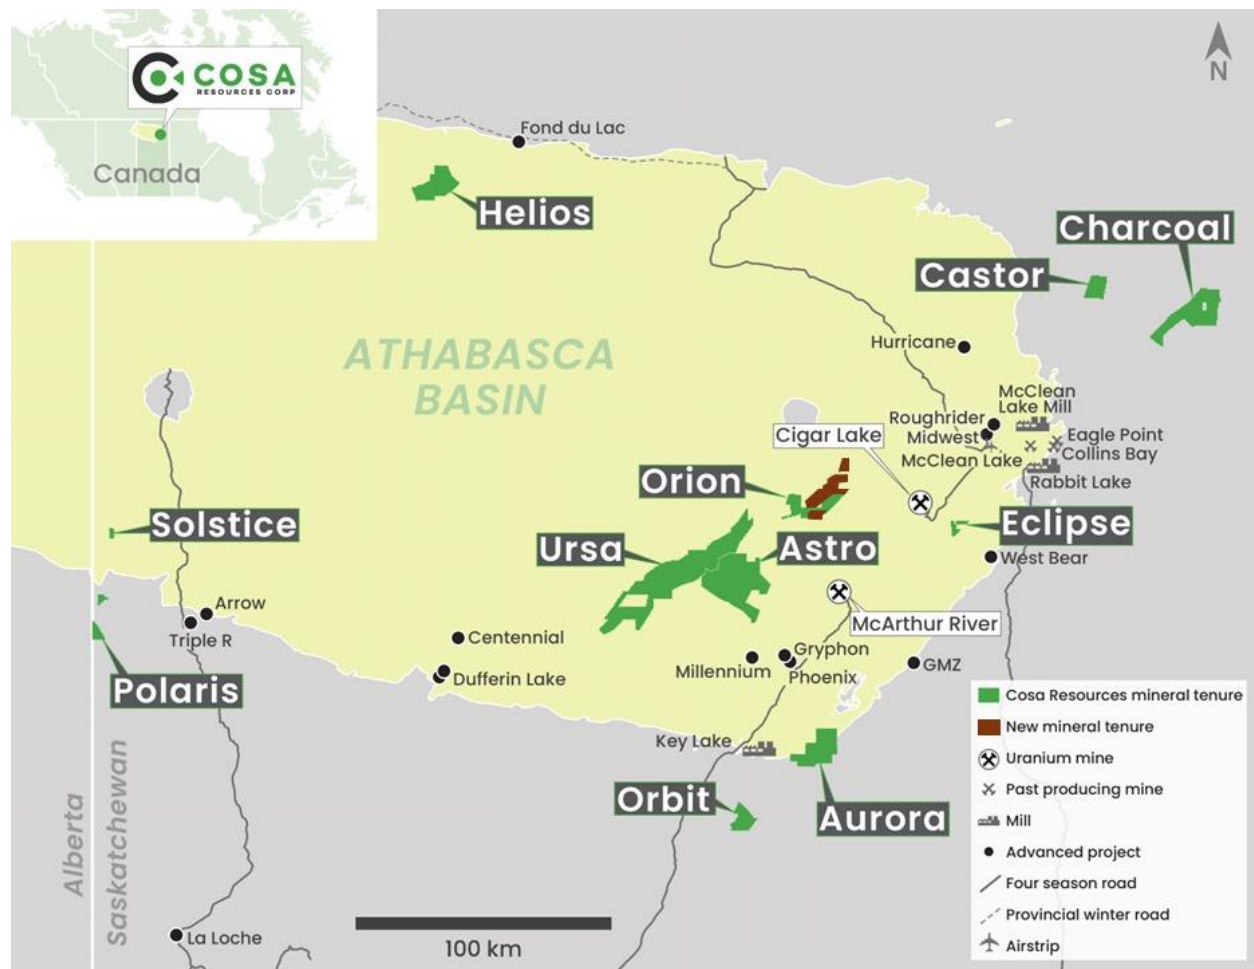 COSA
RESOURCES CORP
Canada
N
Fond du Lac
Helios
Charcoal
Castor
ATHABASCA
BASIN
Hurricane
McClean
Lake Mill
Roughrider
Midwest
Cigar Lake
Eagle Point
Collins Bay
McClean Lake
Rabbit Lake
Orion
Solstice
Eclipse
Ursa
Astro
West Bear
Arrow
Triple R
McArthur River
Centennial
Gryphon
Millennium
Phoenix
GMZ
Dufferin Lake
Polaris
Key Lake
Orbit
Aurora
Alberta
Saskatchewan
La Loche
100 km
Cosa Resources mineral tenure
New mineral tenure
Uranium mine
Past producing mine
Mill
Advanced project
Four season road
Provincial winter road
Airstrip